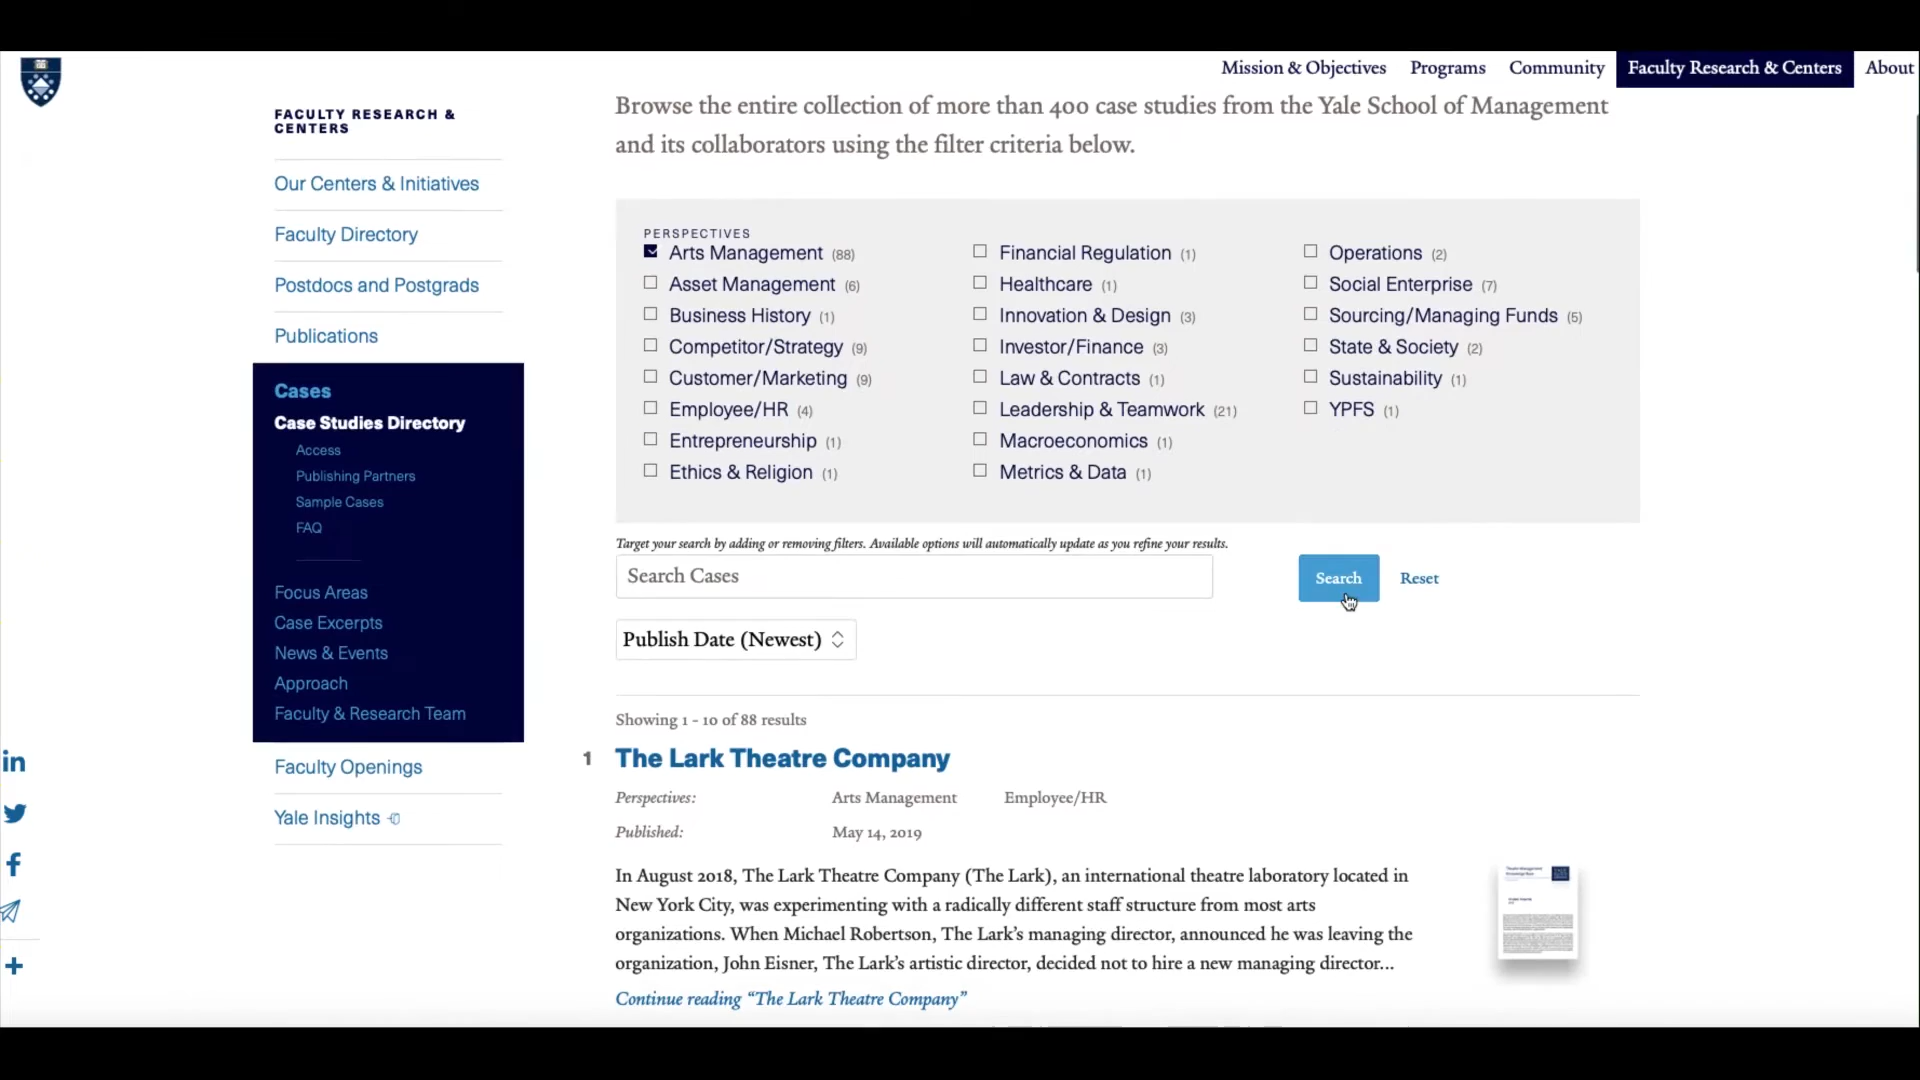 Mission & Objectives Programs Community Faculty Research & Centers About
FACULTY RESEARCH &
CENTERS
Our Centers & Initiatives
Faculty Directory
Postdocs and Postgrads
Publications
Cases
Case Studies Directory
Access
Publishing Partners
Sample Cases
FAQ
Focus Areas
Case Excerpts
News & Events
Approach
Faculty & Research Team
Faculty Openings
Yale Insights
Browse the entire collection of more than 400 case studies from the Yale School of Management
and its collaborators using the filter criteria below.
PERSPECTIVES
Arts Management (88)
Asset Management (6)
Business History (1)
Competitor/Strategy (9)
Customer/Marketing (9)
Employee/HR (4)
Entrepreneurship (1)
Ethics & Religion (1)
Financial Regulation (1)
Healthcare (1)
Innovation & Design (3)
Investor/Finance (3)
Law & Contracts (1)
Leadership & Teamwork (21)
Macroeconomics (1)
Metrics & Data (1)
Operations (2)
Social Enterprise (7)
Sourcing/Managing Funds (5)
State & Society (2)
Sustainability (1)
YPFS (1)
Target your search by adding or removing filters. Available options will automatically update as you refine your results.
Search Cases
Search Reset
Publish Date (Newest)
Showing 1 - 10 of 88 results
1 The Lark Theatre Company
Perspectives: Arts Management Employee/HR
Published: May 14, 2019
In August 2018, The Lark Theatre Company (The Lark), an international theatre laboratory located in
New York City, was experimenting with a radically different staff structure from most arts
organizations. When Michael Robertson, The Lark's managing director, announced he was leaving the
organization, John Eisner, The Lark's artistic director, decided not to hire a new managing director...
Continue reading “The Lark Theatre Company”
in